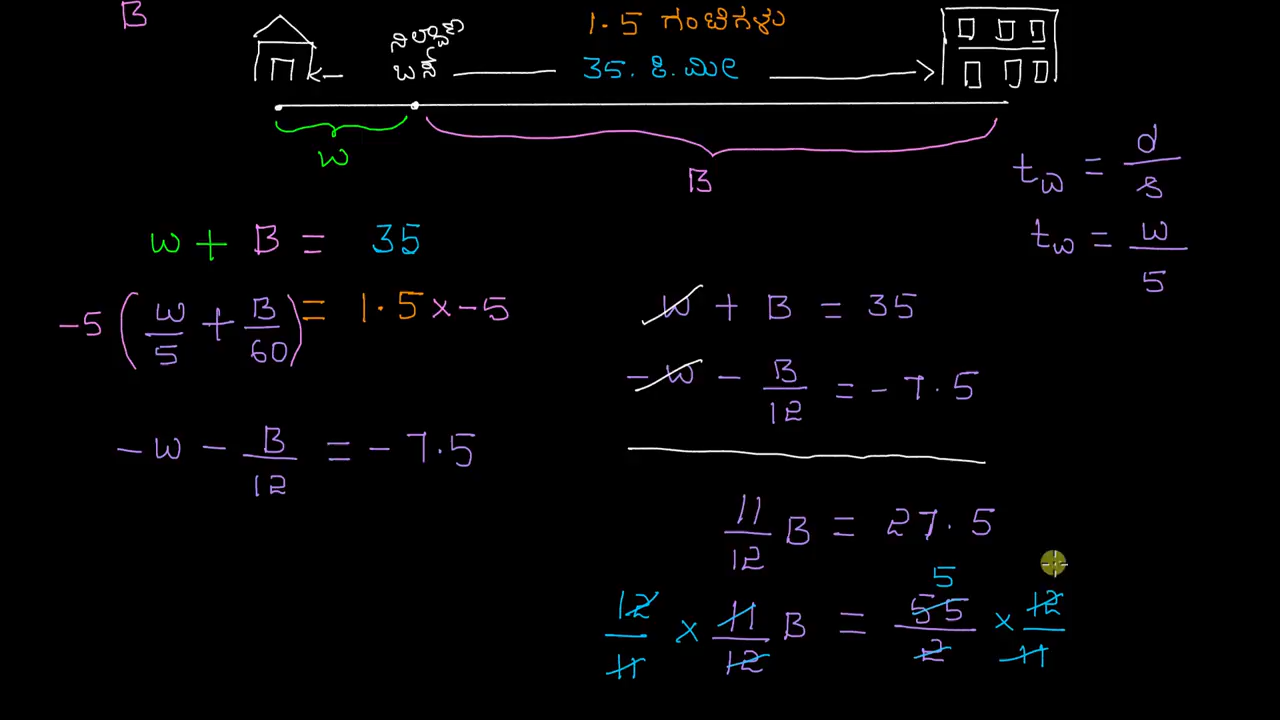 B
1.5 ಗಂಟೆಗಳು
ನಿಲ್ದಾಣ
ಬಸ್
35. ಕಿ.ಮೀ
W
B
t_w = d/s
t_w = w/5
W + B = 35
-5 ( W/5 + B/60 ) = 1.5 x -5
-W - B/12 = - 7.5
W + B = 35
-W - B/12 = - 7.5
11/12 B = 27.5
5
12/11 x 11/12 B = 55/2 x 12/11